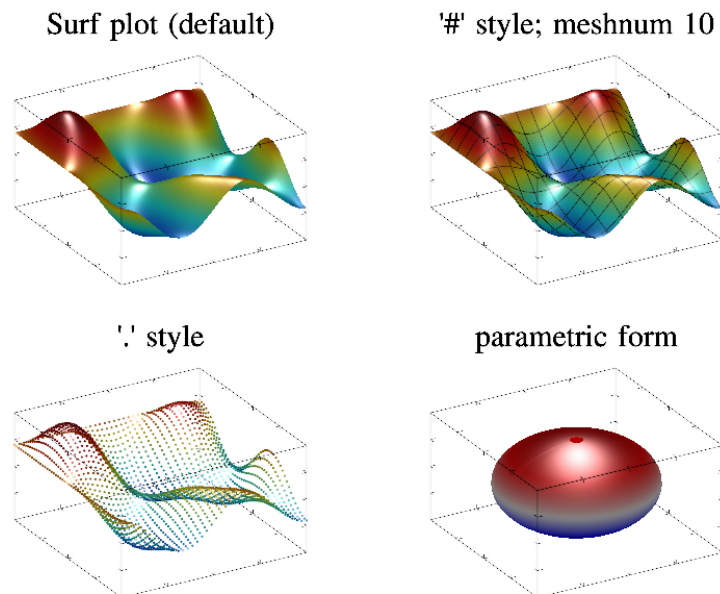 Surf plot (default)
'#' style; meshnum 10
'.' style
parametric form